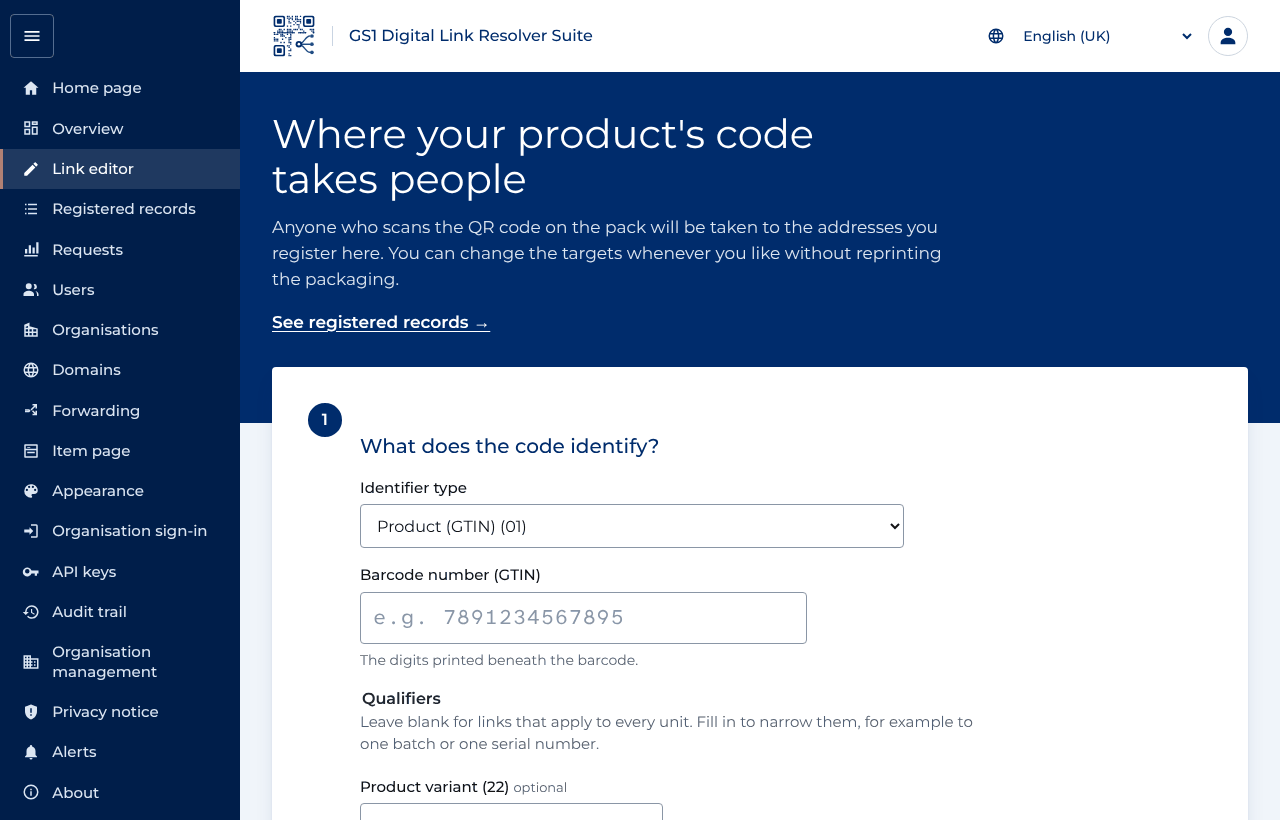 GS1 Digital Link Resolver Suite
English (UK)
Home page
Overview
Link editor
Registered records
Requests
Users
Organisations
Domains
Forwarding
Item page
Appearance
Organisation sign-in
API keys
Audit trail
Organisation
management
Privacy notice
Alerts
About
Where your product's code
takes people
Anyone who scans the QR code on the pack will be taken to the addresses you
register here. You can change the targets whenever you like without reprinting
the packaging.
See registered records →
1
What does the code identify?
Identifier type
Product (GTIN) (01)
Barcode number (GTIN)
e.g. 7891234567895
The digits printed beneath the barcode.
Qualifiers
Leave blank for links that apply to every unit. Fill in to narrow them, for example to
one batch or one serial number.
Product variant (22) optional